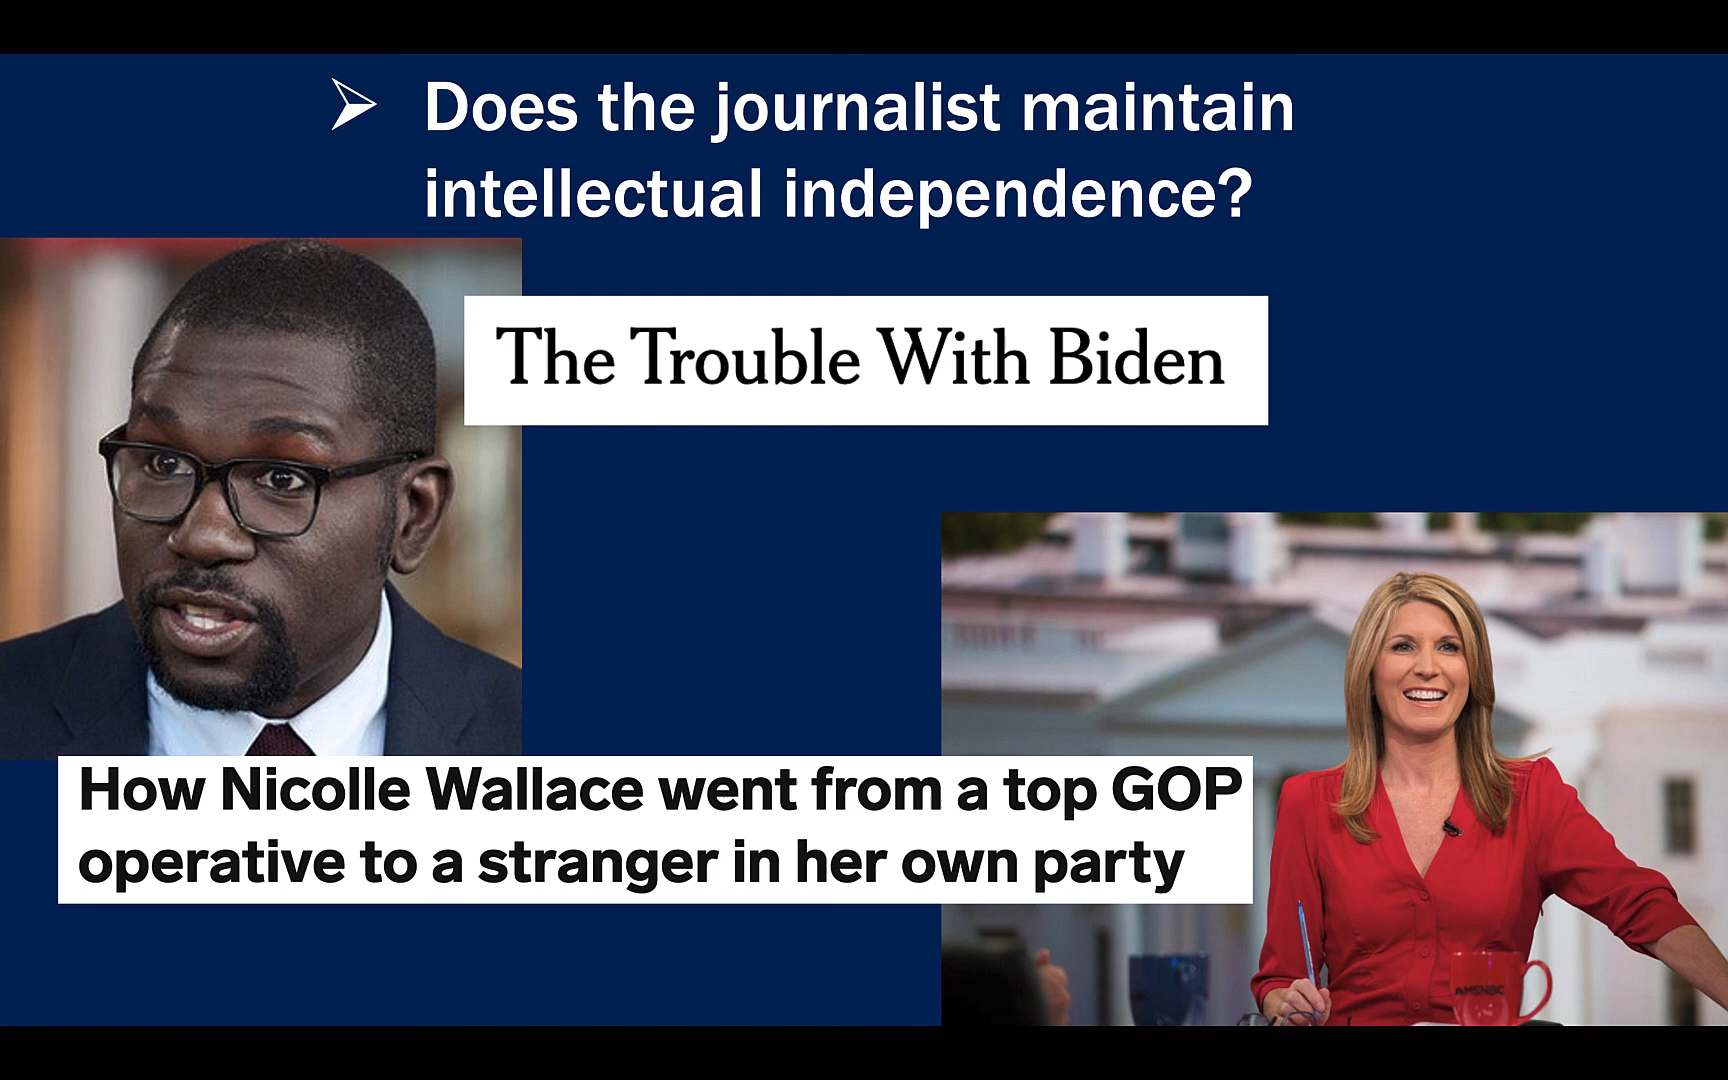 Does the journalist maintain
intellectual independence?
The Trouble With Biden
How Nicolle Wallace went from a top GOP
operative to a stranger in her own party
MSNBC